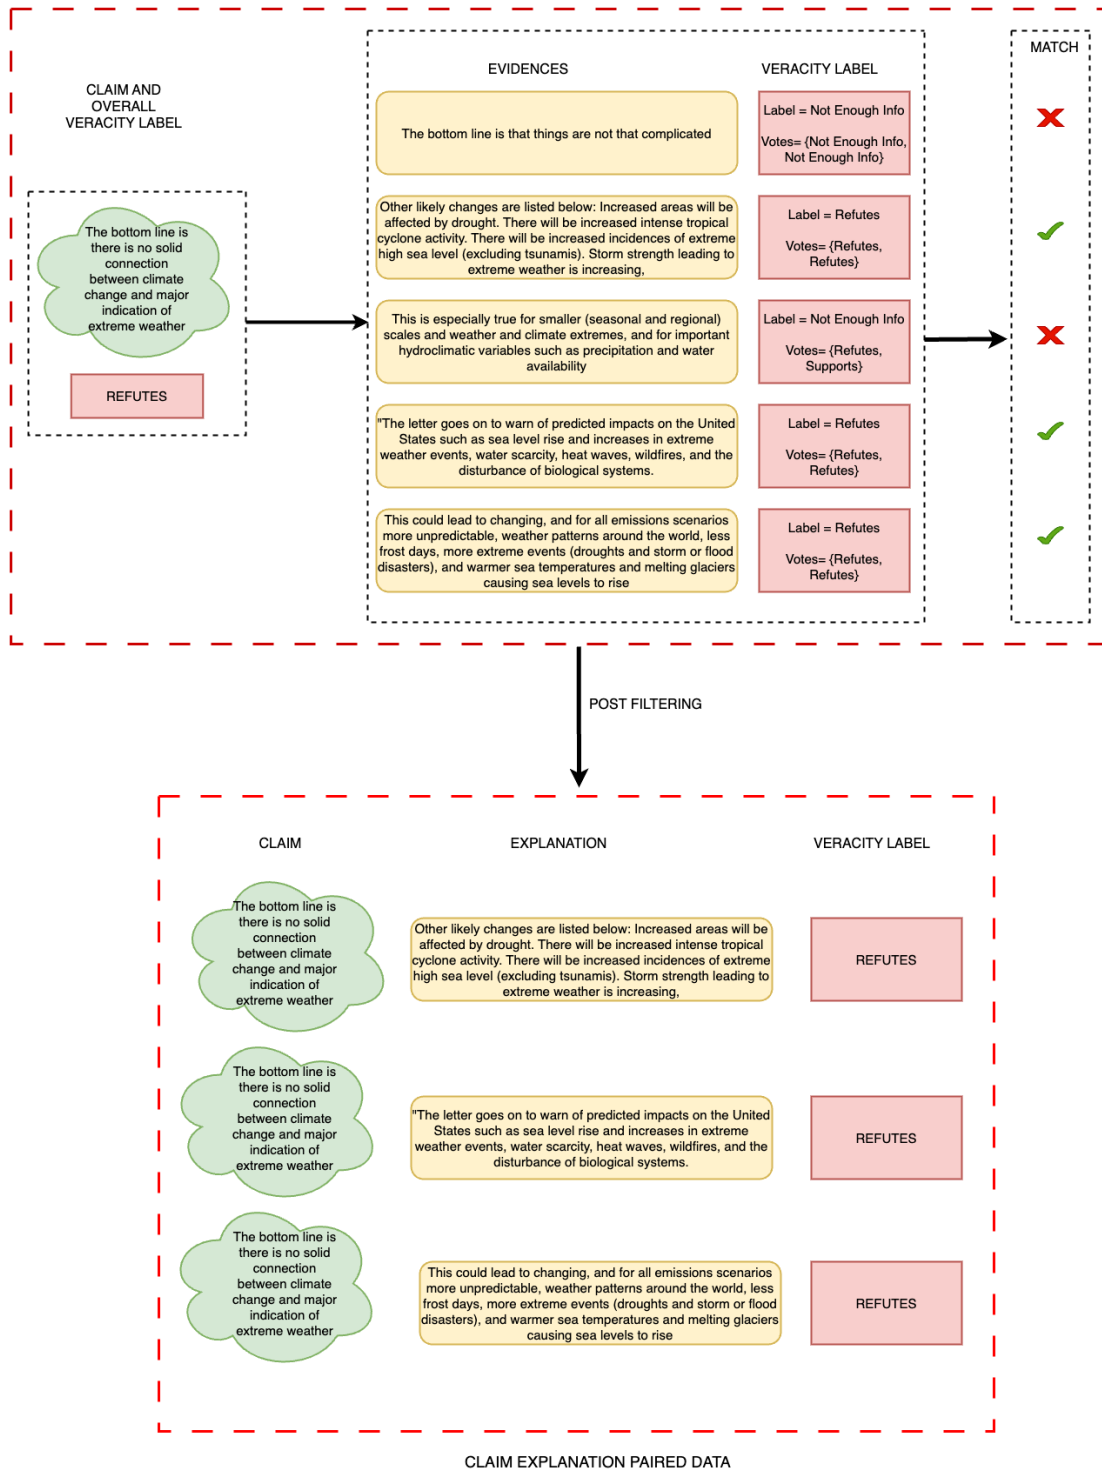 CLAIM AND
OVERALL
VERACITY LABEL
The bottom line is
there is no solid
connection
between climate
change and major
indication of
extreme weather
REFUTES
EVIDENCES
VERACITY LABEL
MATCH
The bottom line is that things are not that complicated
Label = Not Enough Info
Votes= {Not Enough Info,
Not Enough Info}
Other likely changes are listed below: Increased areas will be
affected by drought. There will be increased intense tropical
cyclone activity. There will be increased incidences of extreme
high sea level (excluding tsunamis). Storm strength leading to
extreme weather is increasing,
Label = Refutes
Votes= {Refutes,
Refutes}
This is especially true for smaller (seasonal and regional)
scales and weather and climate extremes, and for important
hydroclimatic variables such as precipitation and water
availability
Label = Not Enough Info
Votes= {Refutes,
Supports}
"The letter goes on to warn of predicted impacts on the United
States such as sea level rise and increases in extreme
weather events, water scarcity, heat waves, wildfires, and the
disturbance of biological systems.
Label = Refutes
Votes= {Refutes,
Refutes}
This could lead to changing, and for all emissions scenarios
more unpredictable, weather patterns around the world, less
frost days, more extreme events (droughts and storm or flood
disasters), and warmer sea temperatures and melting glaciers
causing sea levels to rise
Label = Refutes
Votes= {Refutes,
Refutes}
POST FILTERING
CLAIM
EXPLANATION
VERACITY LABEL
The bottom line is
there is no solid
connection
between climate
change and major
indication of
extreme weather
Other likely changes are listed below: Increased areas will be
affected by drought. There will be increased intense tropical
cyclone activity. There will be increased incidences of extreme
high sea level (excluding tsunamis). Storm strength leading to
extreme weather is increasing,
REFUTES
The bottom line is
there is no solid
connection
between climate
change and major
indication of
extreme weather
"The letter goes on to warn of predicted impacts on the United
States such as sea level rise and increases in extreme
weather events, water scarcity, heat waves, wildfires, and the
disturbance of biological systems.
REFUTES
The bottom line is
there is no solid
connection
between climate
change and major
indication of
extreme weather
This could lead to changing, and for all emissions scenarios
more unpredictable, weather patterns around the world, less
frost days, more extreme events (droughts and storm or flood
disasters), and warmer sea temperatures and melting glaciers
causing sea levels to rise
REFUTES
CLAIM EXPLANATION PAIRED DATA